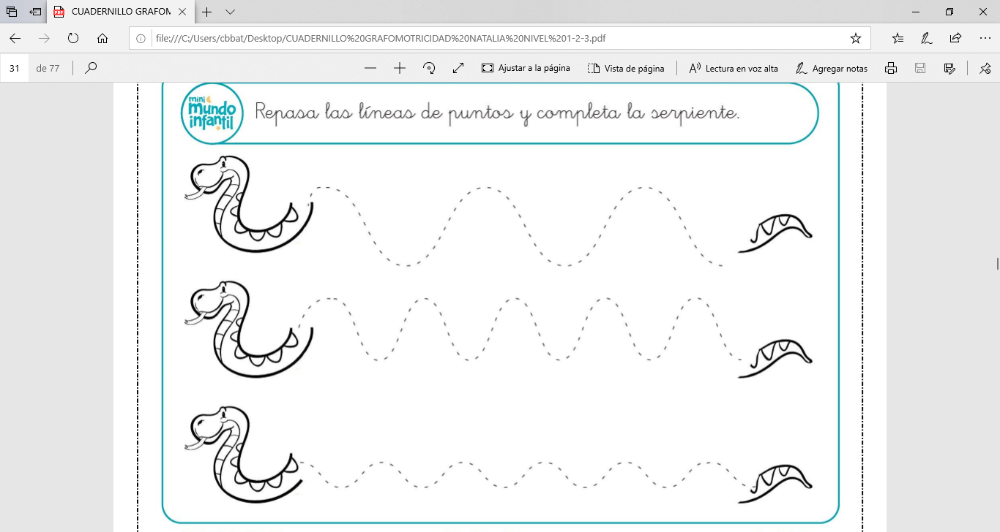 CUADERNILLO GRAFOM
file:///C:/Users/cbbat/Desktop/CUADERNILLO%20GRAFOMOTRICIDAD%20NATALIA%20NIVEL%201-2-3.pdf
31 de 77 Ajustar a la página Vista de página A)) Lectura en voz alta Agregar notas
mini
mundo
infantil
Repasa las líneas de puntos y completa la serpiente.